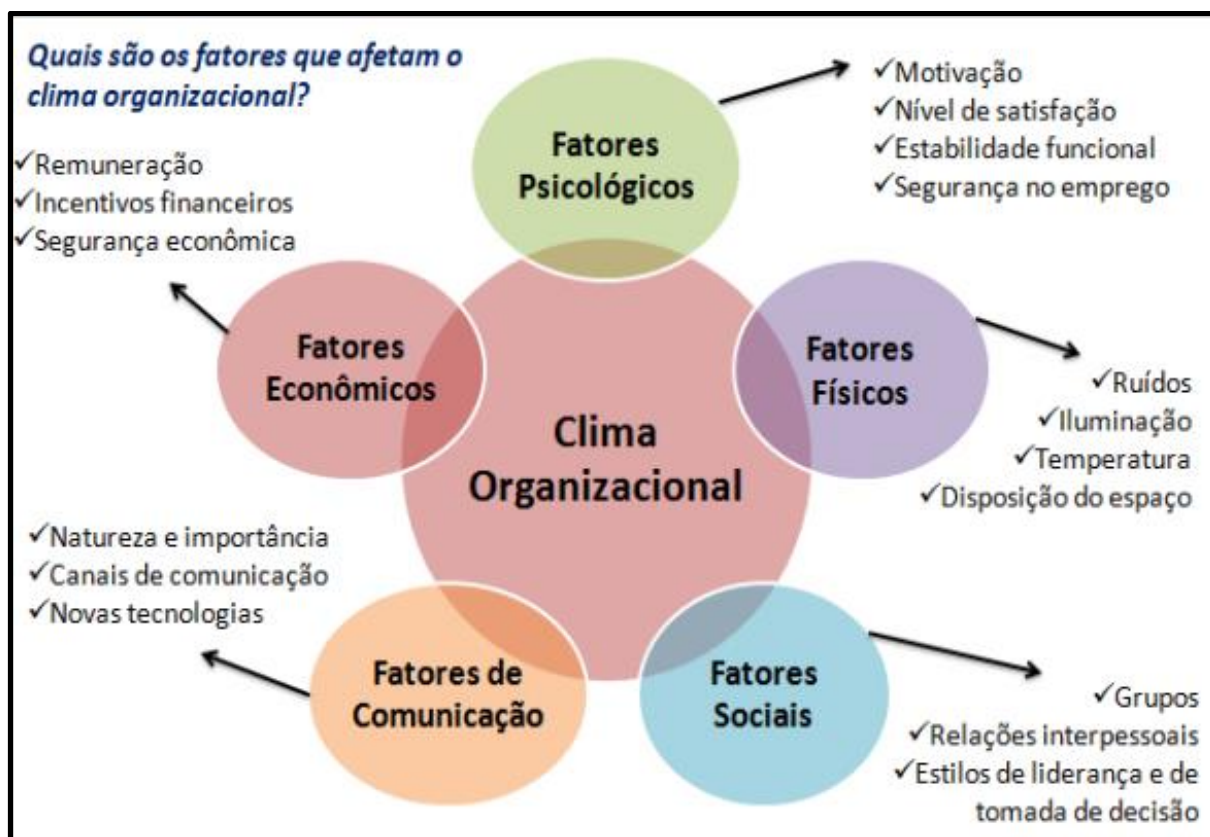 Quais são os fatores que afetam o
clima organizacional?
✓Remuneração
✓Incentivos financeiros
✓Segurança econômica
Fatores
Psicológicos
✓Motivação
✓Nível de satisfação
✓Estabilidade funcional
✓Segurança no emprego
Fatores
Econômicos
Fatores
Físicos
✓Ruídos
✓Iluminação
✓Temperatura
✓Disposição do espaço
Clima
Organizacional
✓Natureza e importância
✓Canais de comunicação
✓Novas tecnologias
Fatores de
Comunicação
Fatores
Sociais
✓Grupos
✓Relações interpessoais
✓Estilos de liderança e de
tomada de decisão